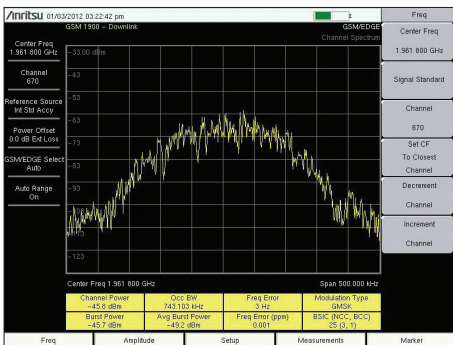 Anritsu 01/03/2012 03:22:42 pm
Freq
GSM 1900 - Downlink
GSM/EDGE
Channel Spectrum
Center Freq
1.961 800 GHz
Channel
670
Reference Source
Int Std Accy
Power Offset
0.0 dB Ext Loss
GSM/EDGE Select
Auto
Auto Range
On
-33.00 dBm
-43
-53
-63
-73
-83
-93
-123
Center Freq
1.961 800 GHz
Signal Standard
Channel
670
Set CF
To Closest
Channel
Decrement
Channel
Increment
Channel
Center Freq 1.961 800 GHz
Span 500.000 kHz
Channel Power
-45.8 dBm
Occ BW
743.103 kHz
Freq Error
3 Hz
Modulation Type
GMSK
Burst Power
-45.7 dBm
Avg Burst Power
-49.2 dBm
Freq Error (ppm)
0.001
BSIC (NCC, BCC)
25 (3, 1)
Freq
Amplitude
Setup
Measurements
Marker